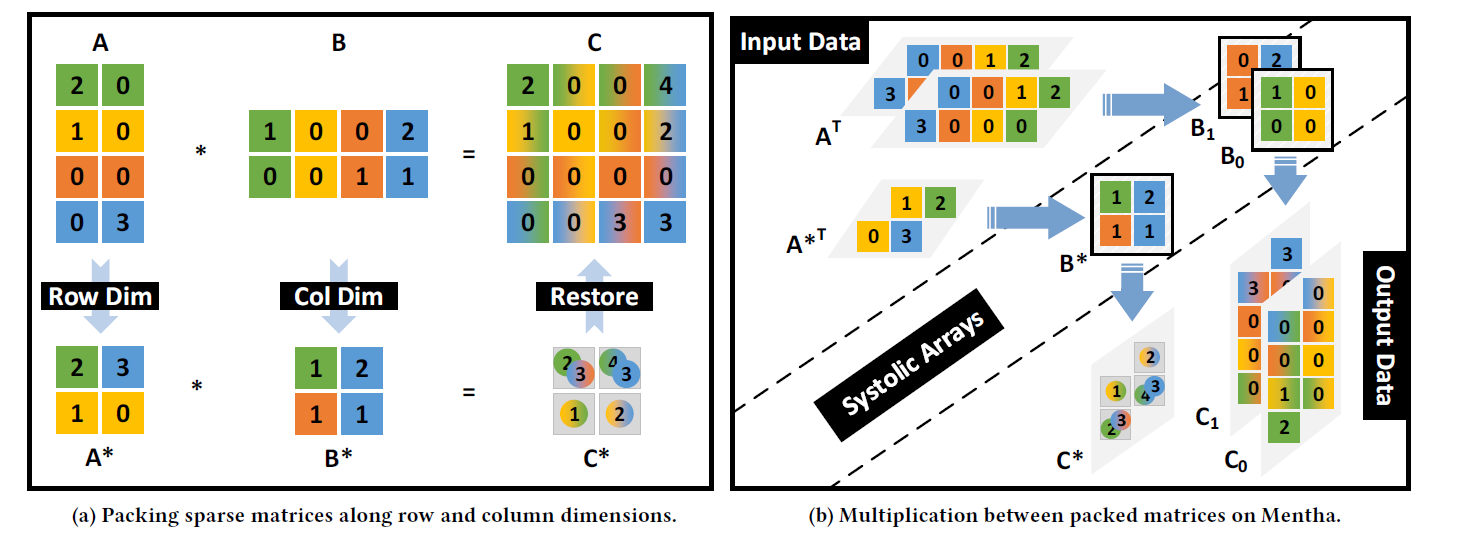 A B C
2 0
1 0
0 0
0 3
*
1 0 0 2
0 0 1 1
=
2 0 0 4
1 0 0 2
0 0 0 0
0 0 3 3
Row Dim Col Dim Restore
2 3
1 0
*
1 2
1 1
=
2 3 4 3
1 2
A* B* C*
(a) Packing sparse matrices along row and column dimensions.
Input Data
0 0 1 2
3
0 0 1 2
3 0 0 0
Aᵀ
0 2
1
B₁
1 0
0 0
B₀
1 2
0 3
A*ᵀ
1 2
1 1
B*
Systolic Arrays
Output Data
2
1 4 3
2 3
C*
3
3
0
0
0
C₁
0
0 0
0 0
1 0
2
C₀
(b) Multiplication between packed matrices on Mentha.